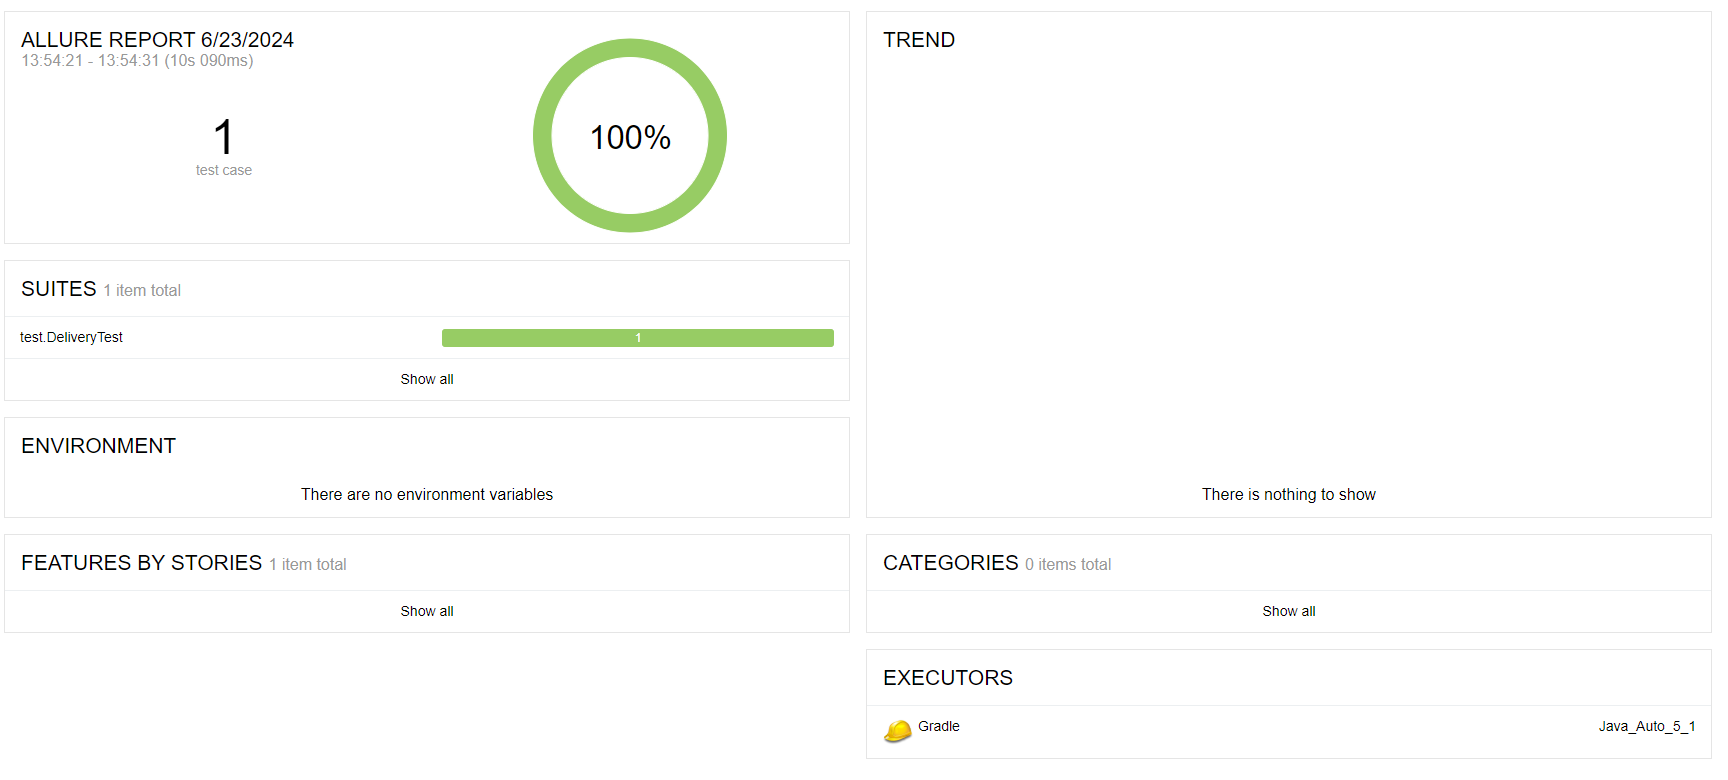 ALLURE REPORT 6/23/2024
13:54:21 - 13:54:31 (10s 090ms)
1
test case
100%
SUITES 1 item total
test.DeliveryTest 1
Show all
ENVIRONMENT
There are no environment variables
FEATURES BY STORIES 1 item total
Show all
TREND
There is nothing to show
CATEGORIES 0 items total
Show all
EXECUTORS
Gradle Java_Auto_5_1